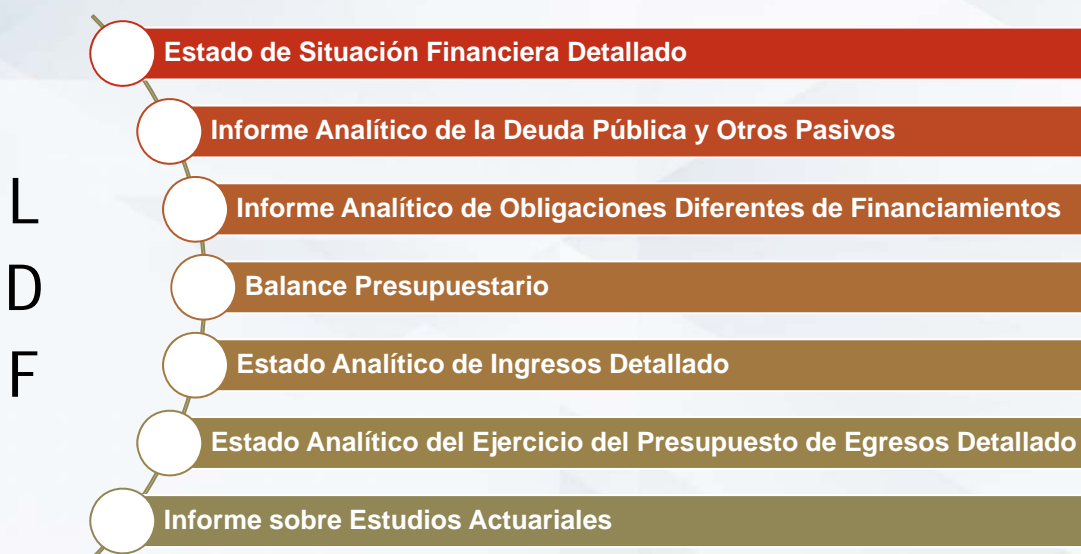 L
D
F
Estado de Situación Financiera Detallado
Informe Analítico de la Deuda Pública y Otros Pasivos
Informe Analítico de Obligaciones Diferentes de Financiamientos
Balance Presupuestario
Estado Analítico de Ingresos Detallado
Estado Analítico del Ejercicio del Presupuesto de Egresos Detallado
Informe sobre Estudios Actuariales